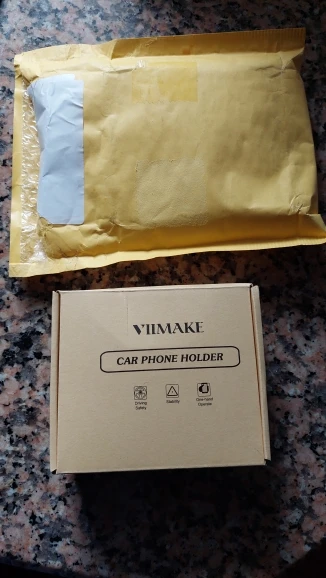 VIIMAKE
CAR PHONE HOLDER
Driving Safety
Stability
One-hand Operate